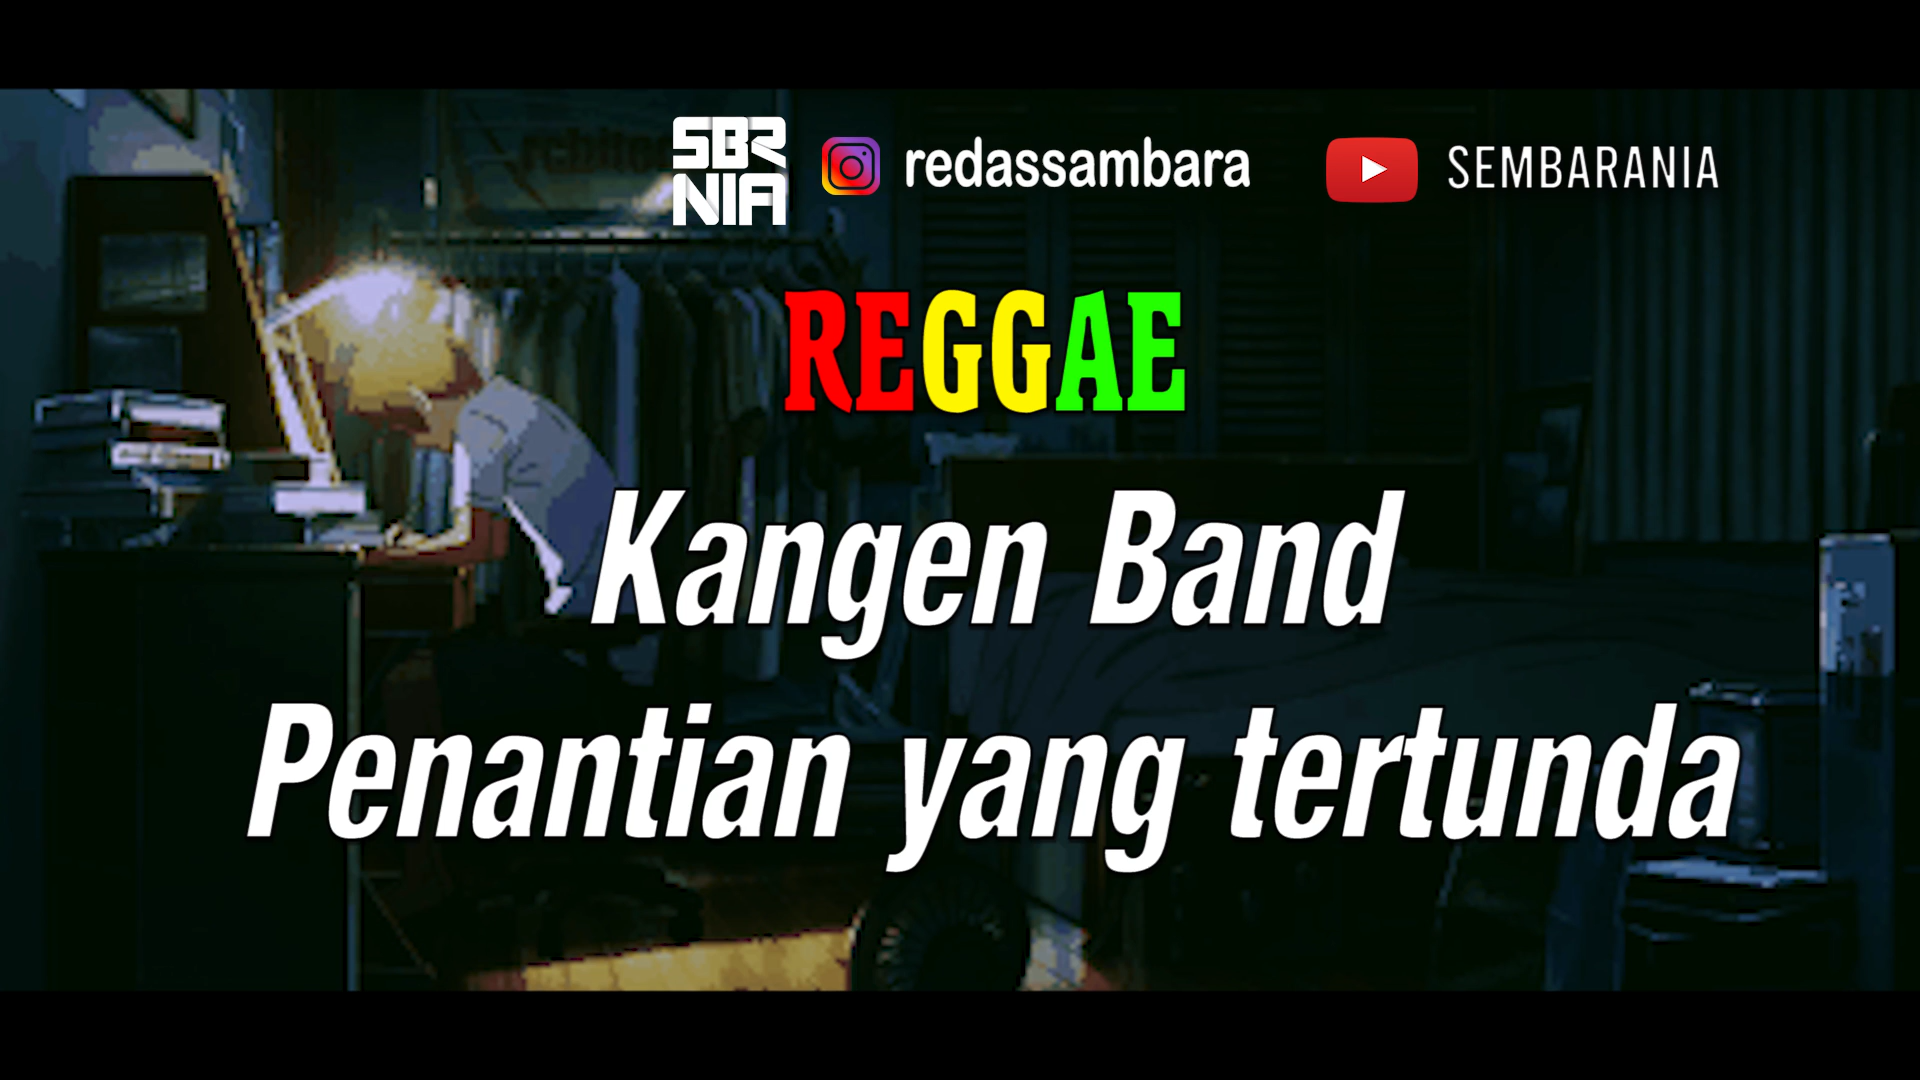 SBR
NIA
redassambara
SEMBARANIA
REGGAE
Kangen Band
Penantian yang tertunda